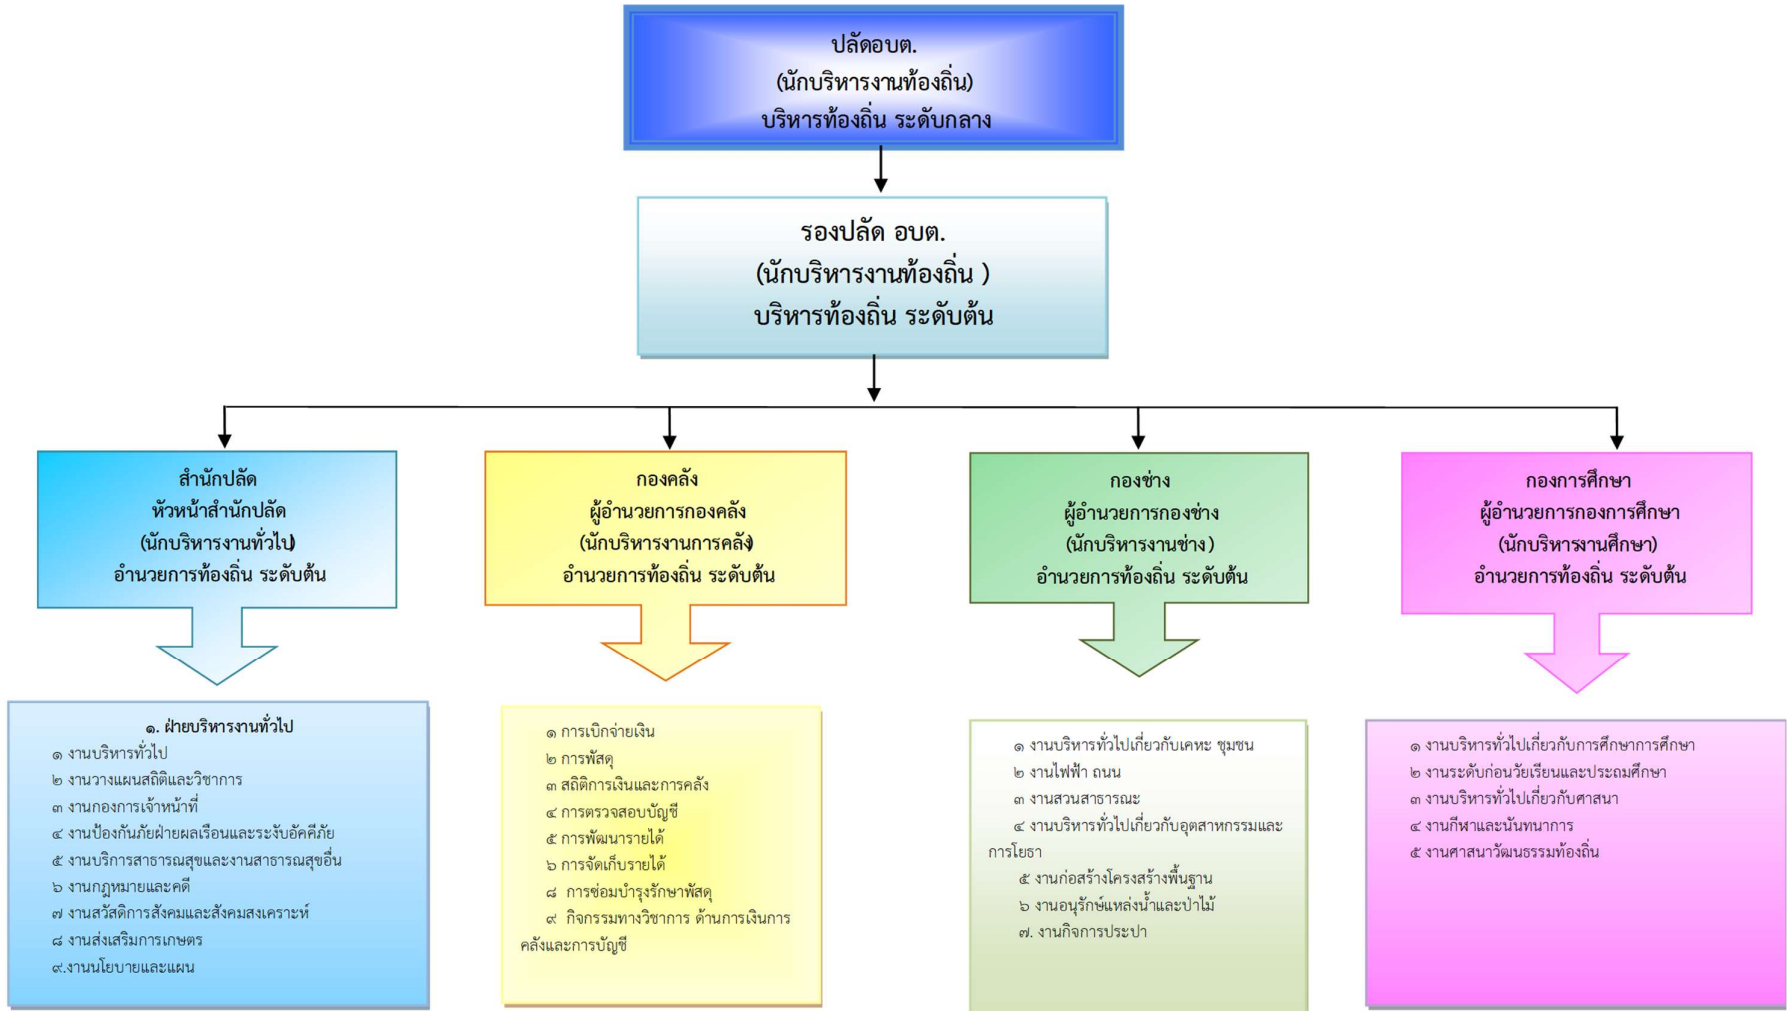 ปลัดอบต.
(นักบริหารงานท้องถิ่น)
บริหารท้องถิ่น ระดับกลาง
รองปลัด อบต.
(นักบริหารงานท้องถิ่น )
บริหารท้องถิ่น ระดับต้น
สำนักปลัด
หัวหน้าสำนักปลัด
(นักบริหารงานทั่วไป)
อำนวยการท้องถิ่น ระดับต้น
กองคลัง
ผู้อำนวยการกองคลัง
(นักบริหารงานการคลัง)
อำนวยการท้องถิ่น ระดับต้น
กองช่าง
ผู้อำนวยการกองช่าง
(นักบริหารงานช่าง)
อำนวยการท้องถิ่น ระดับต้น
กองการศึกษา
ผู้อำนวยการกองการศึกษา
(นักบริหารงานศึกษา)
อำนวยการท้องถิ่น ระดับต้น
๑. ฝ่ายบริหารงานทั่วไป
๑ งานบริหารทั่วไป
๒ งานวางแผนสถิติและวิชาการ
๓ งานกองการเจ้าหน้าที่
๔ งานป้องกันภัยฝ่ายผลเรือนและระงับอัคคีภัย
๕ งานบริการสาธารณสุขและงานสาธารณสุขอื่น
๖ งานกฎหมายและคดี
๗ งานสวัสดิการสังคมและสังคมสงเคราะห์
๘ งานส่งเสริมการเกษตร
๙.งานนโยบายและแผน
๑ การเบิกจ่ายเงิน
๒ การพัสดุ
๓ สถิติการเงินและการคลัง
๔ การตรวจสอบบัญชี
๕ การพัฒนารายได้
๖ การจัดเก็บรายได้
๘ การซ่อมบำรุงรักษาพัสดุ
๙ กิจกรรมทางวิชาการ ด้านการเงินการ
คลังและการบัญชี
๑ งานบริหารทั่วไปเกี่ยวกับเคหะ ชุมชน
๒ งานไฟฟ้า ถนน
๓ งานสวนสาธารณะ
๔ งานบริหารทั่วไปเกี่ยวกับอุตสาหกรรมและ
การโยธา
๕ งานก่อสร้างโครงสร้างพื้นฐาน
๖ งานอนุรักษ์แหล่งน้ำและป่าไม้
๗. งานกิจการประปา
๑ งานบริหารทั่วไปเกี่ยวกับการศึกษาการศึกษา
๒ งานระดับก่อนวัยเรียนและประถมศึกษา
๓ งานบริหารทั่วไปเกี่ยวกับศาสนา
๔ งานกีฬาและนันทนาการ
๕ งานศาสนาวัฒนธรรมท้องถิ่น